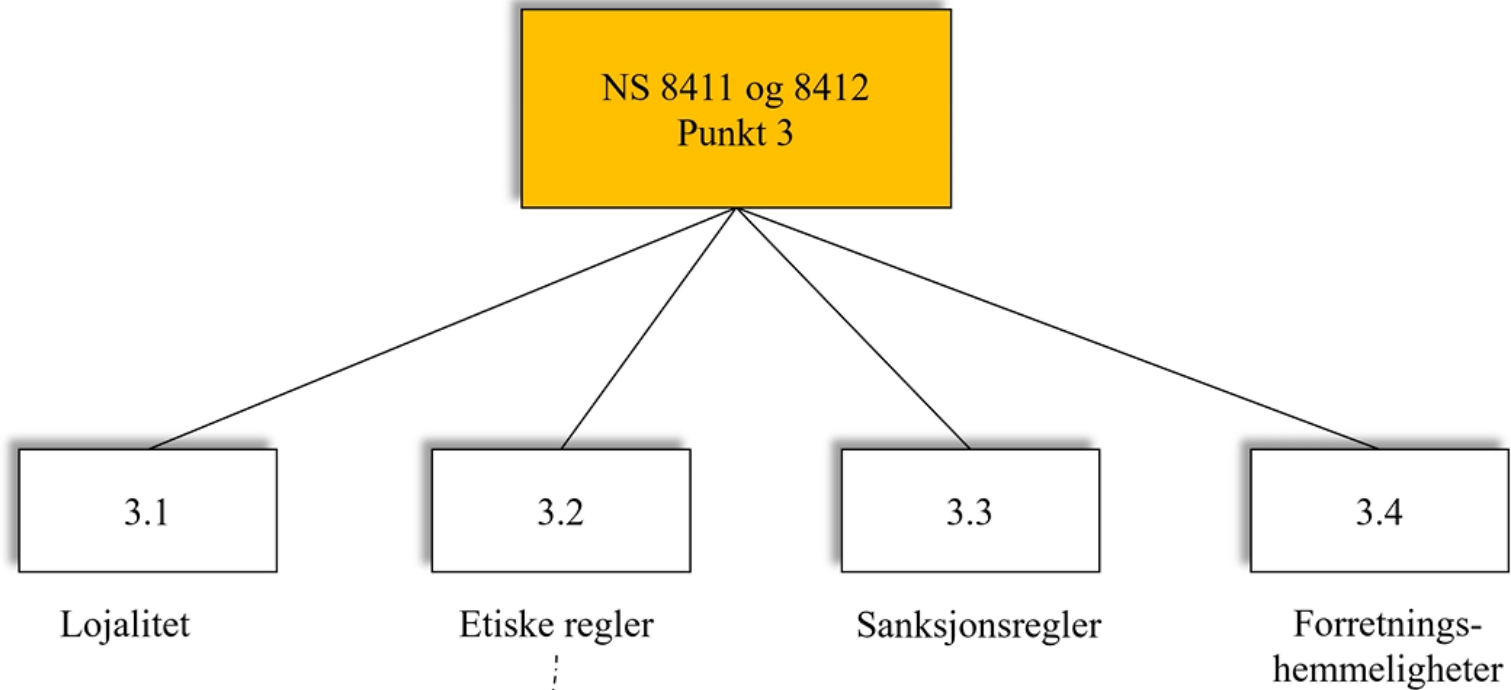 NS 8411 og 8412
Punkt 3
3.1
3.2
3.3
3.4
Lojalitet
Etiske regler
Sanksjonsregler
Forretnings-
hemmeligheter